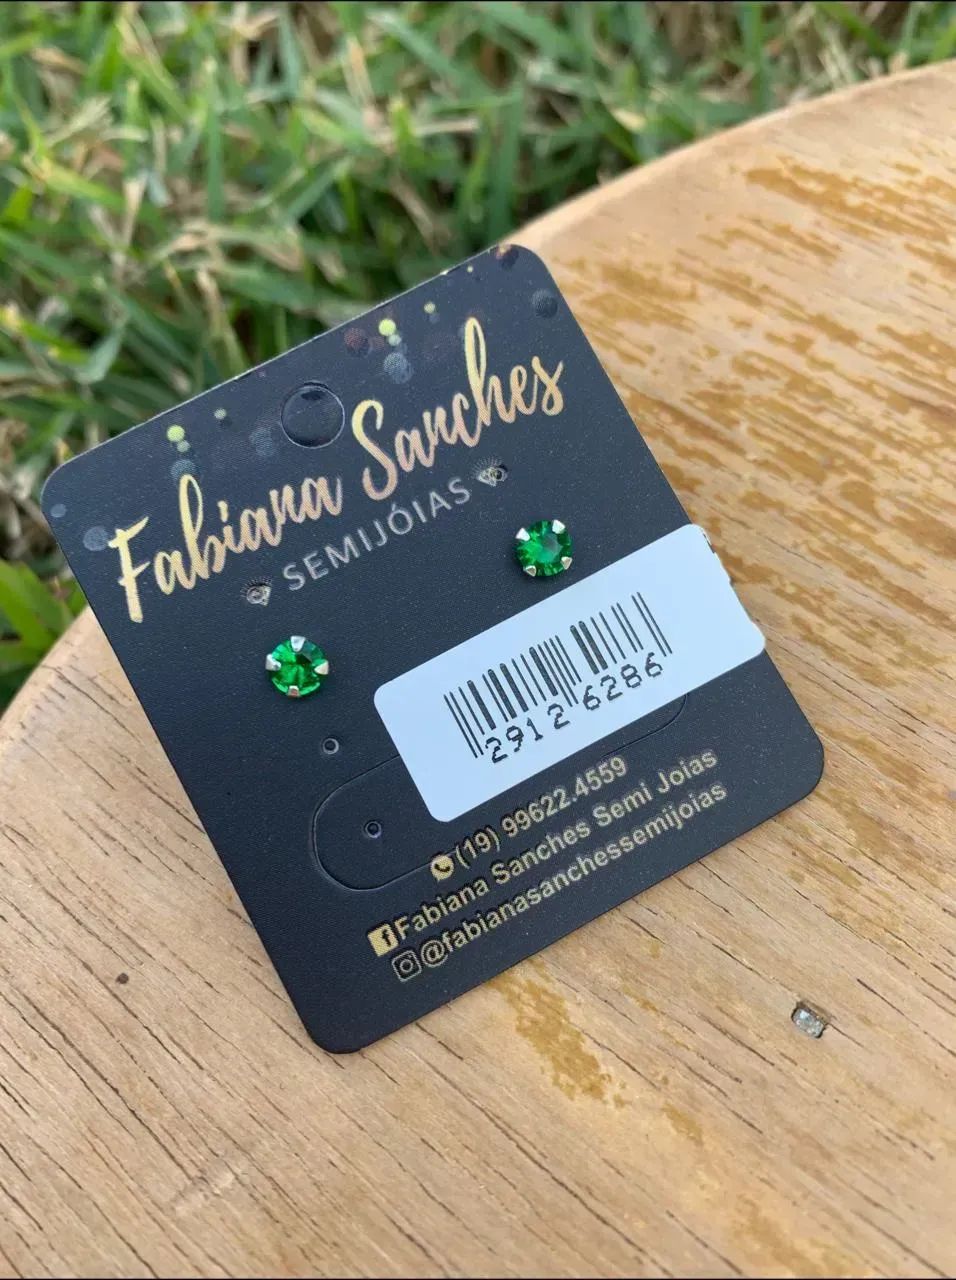 Fabiana Sanches
SEMIJÓIAS
2912 6286
(19) 99622.4559
Fabiana Sanches Semi Joias
@fabianasanchessemijoias